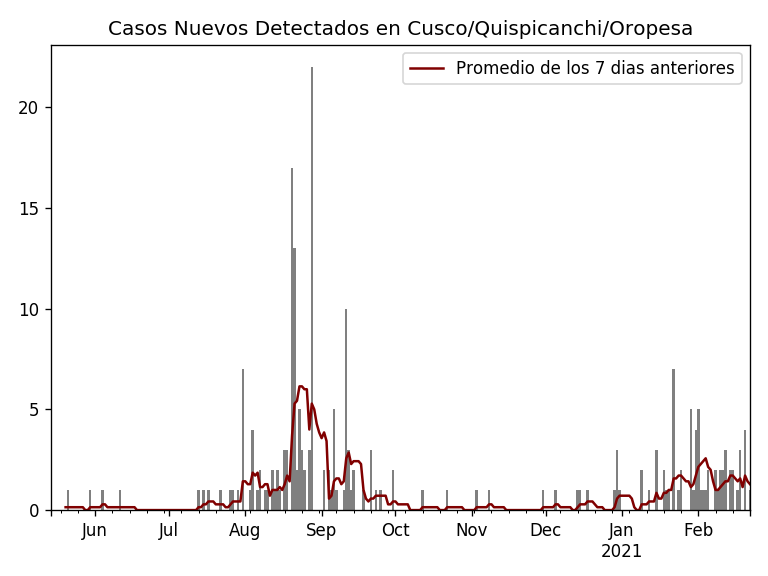 Casos Nuevos Detectados en Cusco/Quispicanchi/Oropesa
Promedio de los 7 dias anteriores
20
15
10
5
0
Jun Jul Aug Sep Oct Nov Dec Jan Feb
2021